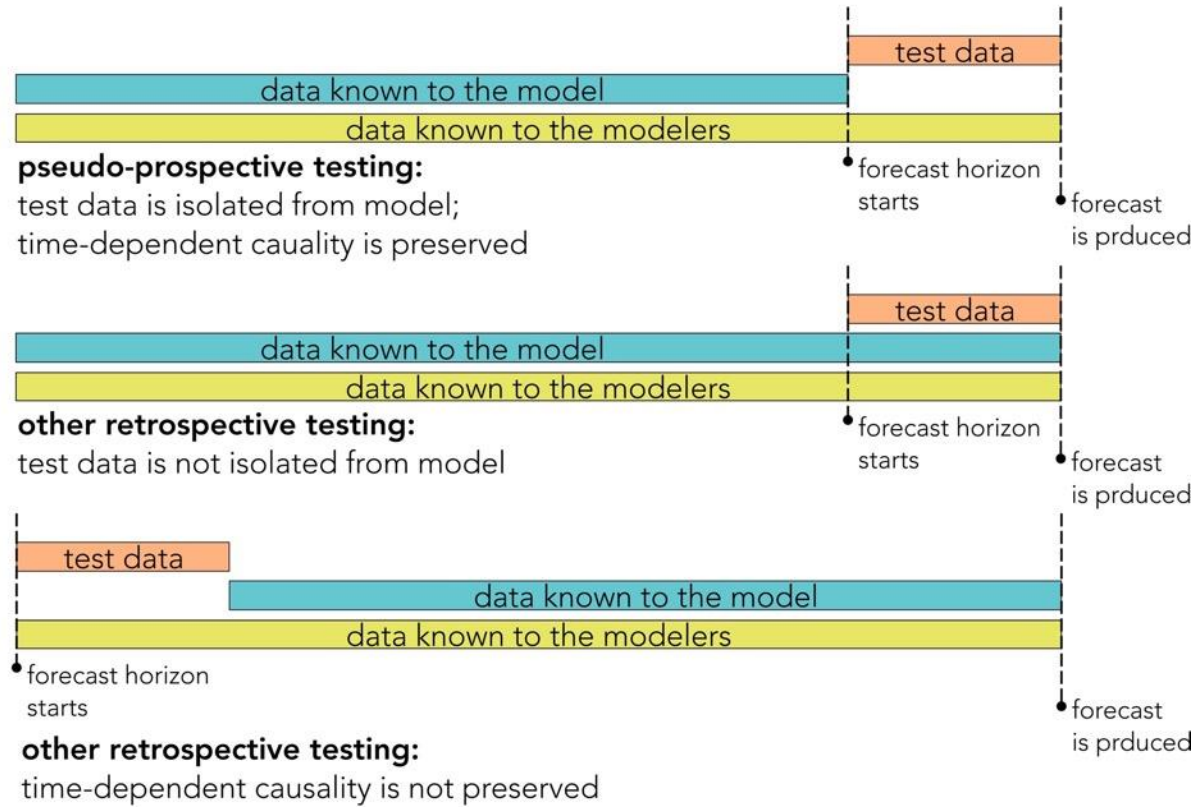 test data
data known to the model
data known to the modelers
pseudo-prospective testing:
test data is isolated from model;
time-dependent causality is preserved
forecast horizon
starts
forecast
is prduced
test data
data known to the model
data known to the modelers
other retrospective testing:
test data is not isolated from model
forecast horizon
starts
forecast
is prduced
test data
data known to the model
data known to the modelers
forecast horizon
starts
forecast
is prduced
other retrospective testing:
time-dependent causality is not preserved